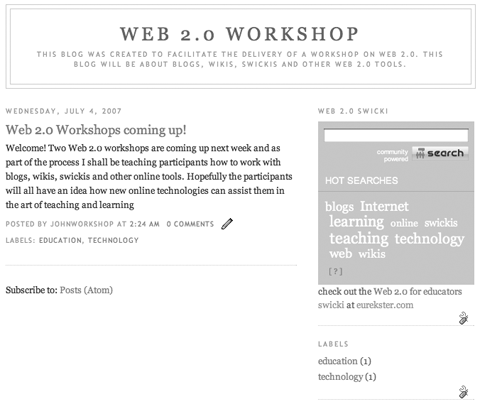 WEB 2.0 WORKSHOP
THIS BLOG WAS CREATED TO FACILITATE THE DELIVERY OF A WORKSHOP ON WEB 2.0. THIS
BLOG WILL BE ABOUT BLOGS, WIKIS, SWICKIS AND OTHER WEB 2.0 TOOLS.
WEDNESDAY, JULY 4, 2007
Web 2.0 Workshops coming up!
Welcome! Two Web 2.0 workshops are coming up next week and as
part of the process I shall be teaching participants how to work with
blogs, wikis, swickis and other online tools. Hopefully the participants
will all have an idea how new online technologies can assist them in
the art of teaching and learning
POSTED BY JOHNWORKSHOP AT 2:24 AM 0 COMMENTS
LABELS: EDUCATION, TECHNOLOGY
Subscribe to: Posts (Atom)
WEB 2.0 SWICKI
community
powered
search
HOT SEARCHES
blogs Internet
learning online swickis
teaching technology
web wikis
[ ? ]
check out the Web 2.0 for educators
swicki at eurekster.com
LABELS
education (1)
technology (1)